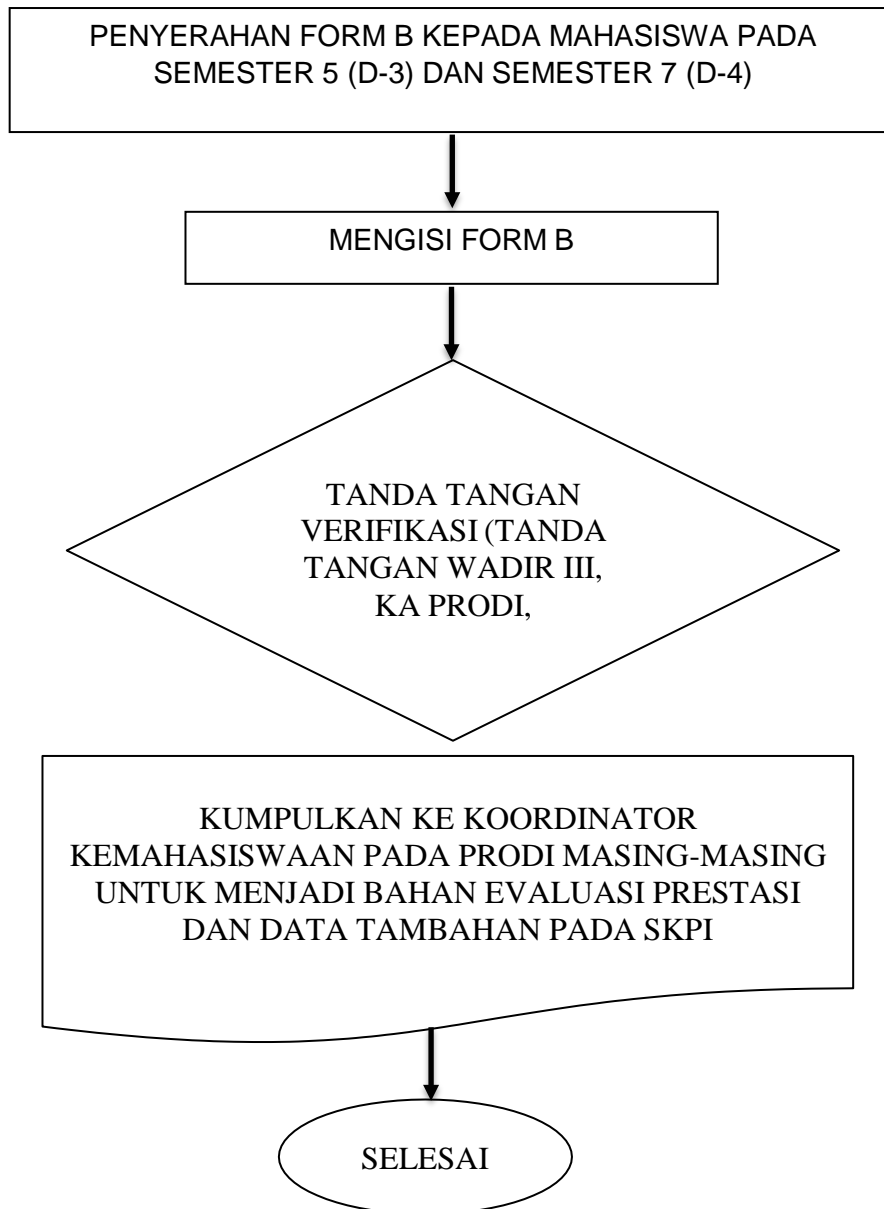 PENYERAHAN FORM B KEPADA MAHASISWA PADA
SEMESTER 5 (D-3) DAN SEMESTER 7 (D-4)
MENGISI FORM B
TANDA TANGAN
VERIFIKASI (TANDA
TANGAN WADIR III,
KA PRODI,
KUMPULKAN KE KOORDINATOR
KEMAHASISWAAN PADA PRODI MASING-MASING
UNTUK MENJADI BAHAN EVALUASI PRESTASI
DAN DATA TAMBAHAN PADA SKPI
SELESAI